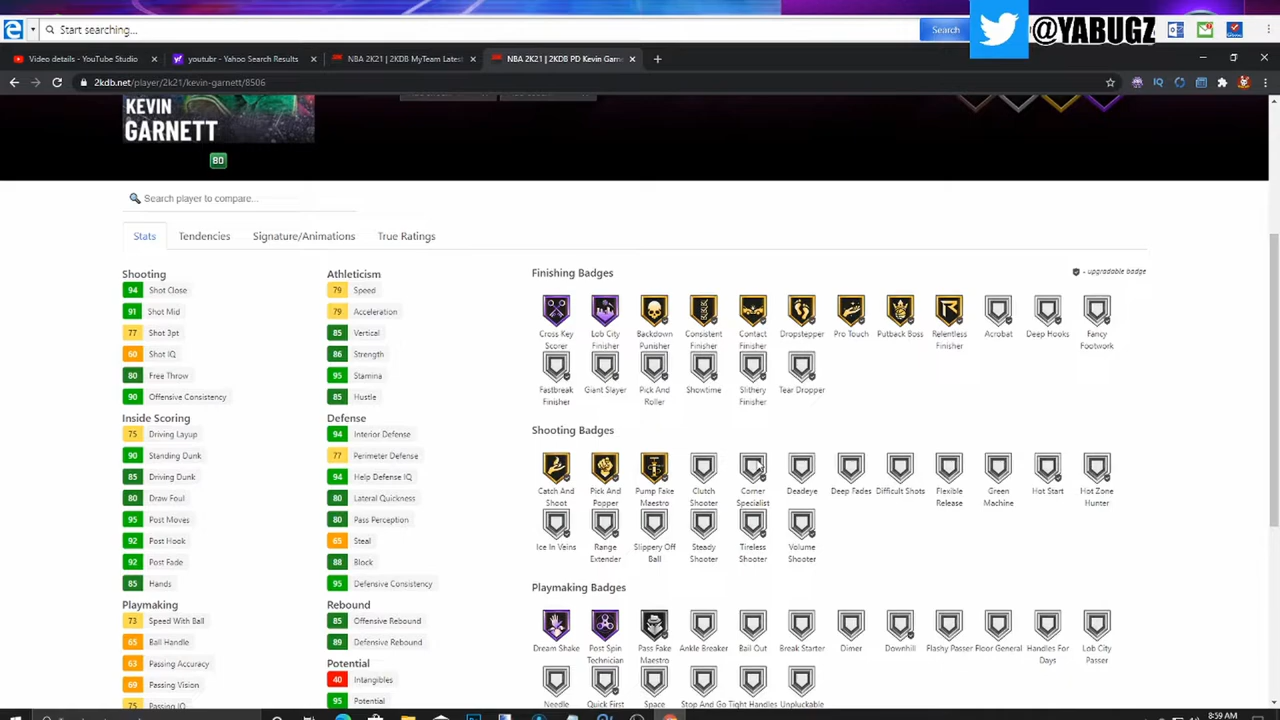 Start searching...
Search
@YABUGZ
Video details - YouTube Studio
youtubr - Yahoo Search Results
NBA 2K21 | 2KDB MyTeam Latest
NBA 2K21 | 2KDB PD Kevin Garn
2kdb.net/player/2k21/kevin-garnett/8506
KEVIN
GARNETT
80
Search player to compare...
Stats Tendencies Signature/Animations True Ratings
- upgradable badge
Shooting
94 Shot Close
91 Shot Mid
77 Shot 3pt
60 Shot IQ
80 Free Throw
90 Offensive Consistency
Inside Scoring
75 Driving Layup
90 Standing Dunk
85 Driving Dunk
80 Draw Foul
95 Post Moves
92 Post Hook
92 Post Fade
85 Hands
Playmaking
73 Speed With Ball
65 Ball Handle
63 Passing Accuracy
69 Passing Vision
75 Passing IQ
Athleticism
79 Speed
79 Acceleration
85 Vertical
86 Strength
95 Stamina
85 Hustle
Defense
94 Interior Defense
77 Perimeter Defense
94 Help Defense IQ
80 Lateral Quickness
80 Pass Perception
65 Steal
88 Block
95 Defensive Consistency
Rebound
85 Offensive Rebound
89 Defensive Rebound
Potential
40 Intangibles
95 Potential
Finishing Badges
Cross Key Scorer
Lob City Finisher
Backdown Punisher
Consistent Finisher
Contact Finisher
Dropstepper
Pro Touch
Putback Boss
Relentless Finisher
Acrobat
Deep Hooks
Fancy Footwork
Fastbreak Finisher
Giant Slayer
Pick And Roller
Showtime
Slithery Finisher
Tear Dropper
Shooting Badges
Catch And Shoot
Pick And Popper
Pump Fake Maestro
Clutch Shooter
Corner Specialist
Deadeye
Deep Fades
Difficult Shots
Flexible Release
Green Machine
Hot Start
Hot Zone Hunter
Ice In Veins
Range Extender
Slippery Off Ball
Steady Shooter
Tireless Shooter
Volume Shooter
Playmaking Badges
Dream Shake
Post Spin Technician
Pass Fake Maestro
Ankle Breaker
Bail Out
Break Starter
Dimer
Downhill
Flashy Passer
Floor General
Handles For Days
Lob City Passer
Needle
Quick First
Space
Stop And Go
Tight Handles
Unpluckable
8:59 AM